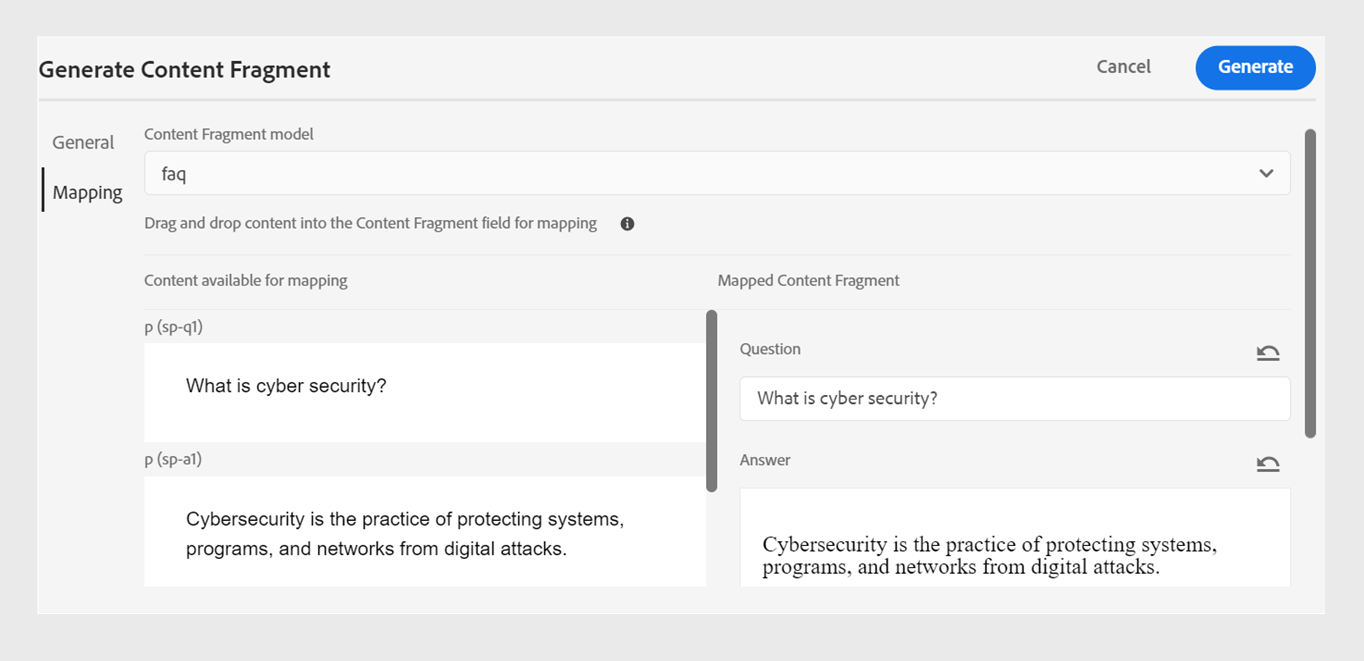 Generate Content Fragment
Cancel
Generate
General
Mapping
Content Fragment model
faq
Drag and drop content into the Content Fragment field for mapping
Content available for mapping
p (sp-q1)
What is cyber security?
p (sp-a1)
Cybersecurity is the practice of protecting systems,
programs, and networks from digital attacks.
Mapped Content Fragment
Question
What is cyber security?
Answer
Cybersecurity is the practice of protecting systems,
programs, and networks from digital attacks.